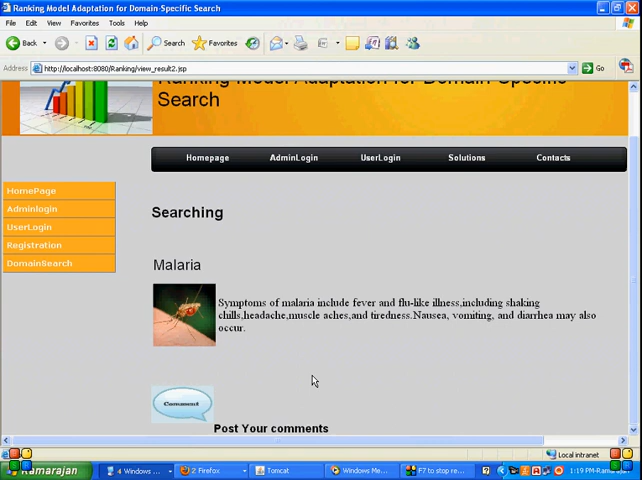 Ranking Model Adaptation for Domain-Specific Search
File Edit View Favorites Tools Help
Back Search Favorites
Address http://localhost:8080/Ranking/view_result2.jsp Go
Ranking Model Adaptation for Domain-Specific
Search
Homepage AdminLogin UserLogin Solutions Contacts
HomePage
Adminlogin
UserLogin
Registration
DomainSearch
Searching
Malaria
Symptoms of malaria include fever and flu-like illness,including shaking
chills,headache,muscle aches,and tiredness.Nausea, vomiting, and diarrhea may also
occur.
Comment
Post Your comments
Local intranet
Ramarajan 4 Windows ... 2 Firefox Tomcat Windows Me... F7 to stop re... 1:19 PM